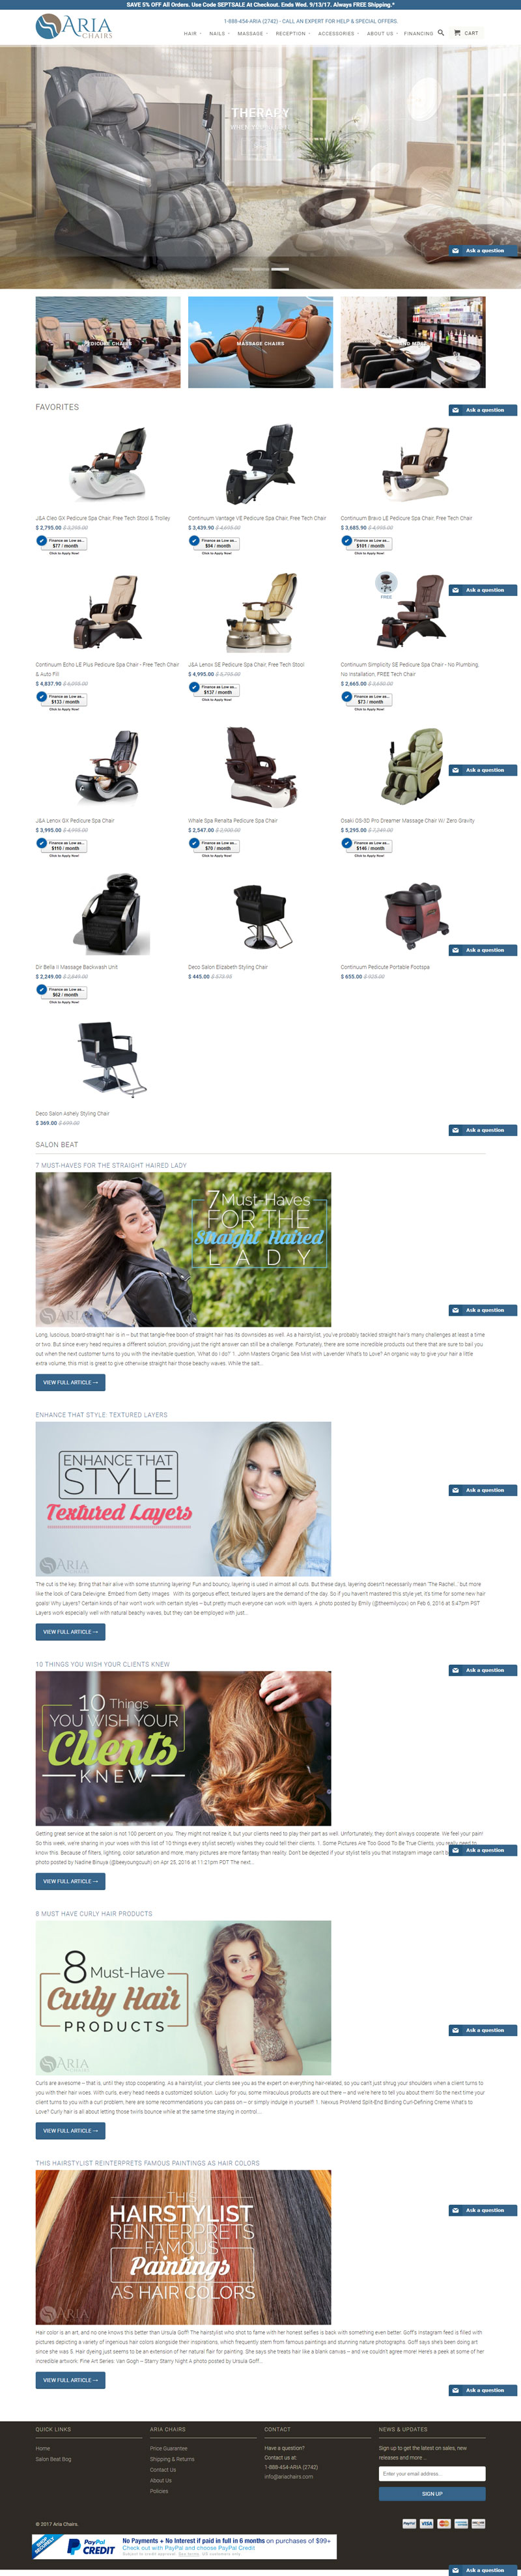 SAVE 5% OFF All Orders. Use Code SEPTSALE At Checkout. Ends Wed. 9/13/17. Always FREE Shipping.*
1-888-454-ARIA (2742) - CALL AN EXPERT FOR HELP & SPECIAL OFFERS.
ARIA
CHAIRS
HAIR NAILS MASSAGE RECEPTION ACCESSORIES ABOUT US FINANCING CART
THERAPY
Ask a question
PEDICURE CHAIRS
MASSAGE CHAIRS
FAVORITES
Ask a question
J&A Cleo GX Pedicure Spa Chair, Free Tech Stool & Trolley
$ 2,795.00
Finance as Low as...
$77 / month
Click to Apply Now!
Continuum Vantage VE Pedicure Spa Chair, Free Tech Chair
$ 3,439.90
Finance as Low as...
$94 / month
Click to Apply Now!
Continuum Bravo LE Pedicure Spa Chair, Free Tech Chair
$ 3,685.90
Finance as Low as...
$101 / month
Click to Apply Now!
FREE
Ask a question
Continuum Echo LE Plus Pedicure Spa Chair - Free Tech Chair
& Auto Fill
$ 4,837.90
Finance as Low as...
$133 / month
Click to Apply Now!
J&A Lenox SE Pedicure Spa Chair, Free Tech Stool
$ 4,995.00
Finance as Low as...
$137 / month
Click to Apply Now!
Continuum Simplicity SE Pedicure Spa Chair - No Plumbing,
No Installation, FREE Tech Chair
$ 2,665.00
Finance as Low as...
$73 / month
Click to Apply Now!
Ask a question
J&A Lenox GX Pedicure Spa Chair
$ 3,995.00
Finance as Low as...
$110 / month
Click to Apply Now!
Whale Spa Renalta Pedicure Spa Chair
$ 2,547.00
Finance as Low as...
$70 / month
Click to Apply Now!
Osaki OS-3D Pro Dreamer Massage Chair W/ Zero Gravity
$ 5,295.00
Finance as Low as...
$146 / month
Click to Apply Now!
Ask a question
Dir Bella II Massage Backwash Unit
$ 2,249.00
Finance as Low as...
$62 / month
Click to Apply Now!
Deco Salon Elizabeth Styling Chair
$ 445.00
Continuum Pedicute Portable Footspa
$ 655.00
Deco Salon Ashely Styling Chair
$ 369.00
Ask a question
SALON BEAT
7 MUST-HAVES FOR THE STRAIGHT HAIRED LADY
7 Must-Haves
FOR THE
Straight Haired
LADY
ARIA
Ask a question
Long, luscious, board-straight hair is in – but that tangle-free boon of straight hair has its downsides as well. As a hairstylist, you've probably tackled straight hair's many challenges at least a time
or two. But since every head requires a different solution, providing just the right answer can still be a challenge. Fortunately, there are some incredible products out there that are sure to bail you
out when the next customer turns to you with the inevitable question, "What do I do?" 1. John Masters Organic Sea Mist with Lavender What's to Love? An organic way to give your hair a little
extra volume, this mist is great to give otherwise straight hair those beachy waves. While the salt...
VIEW FULL ARTICLE →
ENHANCE THAT STYLE: TEXTURED LAYERS
ENHANCE THAT
STYLE
Textured Layers
ARIA
Ask a question
The cut is the key. Bring that hair alive with some stunning layering! Fun and bouncy, layering is used in almost all cuts. But these days, layering doesn't necessarily mean "The Rachel..." but more
like the look of Cara Delevigne. Embed from Getty Images With its gorgeous effect, textured layers are the demand of the day. So if you haven't mastered this style yet, it's time for some new hair
goals! Why Layers? Certain kinds of hair won't work with certain styles – but pretty much everyone can work with layers. A photo posted by Emily (@theemilycox) on Feb 6, 2016 at 5:47pm PST
Layers work especially well with natural beachy waves, but they can be employed with just...
VIEW FULL ARTICLE →
10 THINGS YOU WISH YOUR CLIENTS KNEW
Ask a question
10 Things
YOU WISH YOUR
Clients
KNEW
ARIA
Getting great service at the salon is not 100 percent on you. They might not realize it, but your clients need to play their part as well. Unfortunately, they don't always cooperate. We feel your pain!
So this week, we're sharing in your woes with this list of 10 things every stylist secretly wishes they could tell their clients. 1. Some Pictures Are Too Good To Be True Clients, you really need to
know this. Because of filters, lighting, color saturation and more, many pictures are more fantasy than reality. Don't be dejected if your stylist tells you that Instagram image can't b
Ask a question
photo posted by Nadine Binuya (@beeyoungsuuh) on Apr 25, 2016 at 11:21pm PDT The next...
VIEW FULL ARTICLE →
8 MUST HAVE CURLY HAIR PRODUCTS
8 Must-Have
Curly Hair
PRODUCTS
ARIA
Ask a question
Curls are awesome – that is, until they stop cooperating. As a hairstylist, your clients see you as the expert on everything hair-related, so you can't just shrug your shoulders when a client turns to
you with their hair woes. With curls, every head needs a customized solution. Lucky for you, some miraculous products are out there – and we're here to tell you about them! So the next time your
client turns to you with a curl problem, here are some recommendations you can pass on – or simply indulge in yourself! 1. Nexxus ProMend Split-End Binding Curl-Defining Creme What's to
Love? Curly hair is all about letting those twirls bounce while at the same time staying in control....
VIEW FULL ARTICLE →
THIS HAIRSTYLIST REINTERPRETS FAMOUS PAINTINGS AS HAIR COLORS
THIS
HAIRSTYLIST
REINTERPRETS
FAMOUS
Paintings
AS HAIR COLORS
ARIA
Ask a question
Hair color is an art, and no one knows this better than Ursula Goff! The hairstylist who shot to fame with her honest selfies is back with something even better. Goff's Instagram feed is filled with
pictures depicting a variety of ingenious hair colors alongside their inspirations, which frequently stem from famous paintings and stunning nature photographs. Goff says she's been doing art
since she was 5. Hair dyeing just seems to be an extension of her natural flair for painting. She says she treats hair like a blank canvas – and we couldn't agree more! Here's a peek at some of her
incredible artwork: Fine Art Series: Van Gogh – Starry Starry Night A photo posted by Ursula Goff...
VIEW FULL ARTICLE →
Ask a question
QUICK LINKS
Home
Salon Beat Blog
ARIA CHAIRS
Price Guarantee
Shipping & Returns
Contact Us
About Us
Policies
CONTACT
Have a question?
Contact us at:
1-888-454-ARIA (2742)
info@ariachairs.com
NEWS & UPDATES
Sign up to get the latest on sales, new
releases and more …
Enter your email address...
SIGN UP
© 2017 Aria Chairs.
PayPal VISA
SHOP SECURELY
PayPal
CREDIT
No Payments + No Interest if paid in full in 6 months on purchases of $99+
Check out with PayPal and choose PayPal Credit
Subject to credit approval. See terms. US customers only.
Ask a question